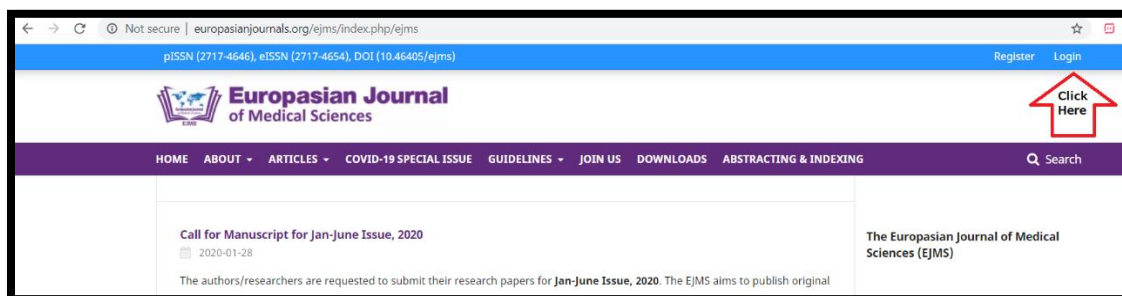 Not secure | europasianjournals.org/ejms/index.php/ejms
pISSN (2717-4646), eISSN (2717-4654), DOI (10.46405/ejms)
Register Login
Europasian Journal
of Medical Sciences
EJMS
Click
Here
HOME ABOUT ARTICLES COVID-19 SPECIAL ISSUE GUIDELINES JOIN US DOWNLOADS ABSTRACTING & INDEXING Search
Call for Manuscript for Jan-June Issue, 2020
2020-01-28
The authors/researchers are requested to submit their research papers for Jan-June Issue, 2020. The EJMS aims to publish original
The Europasian Journal of Medical
Sciences (EJMS)